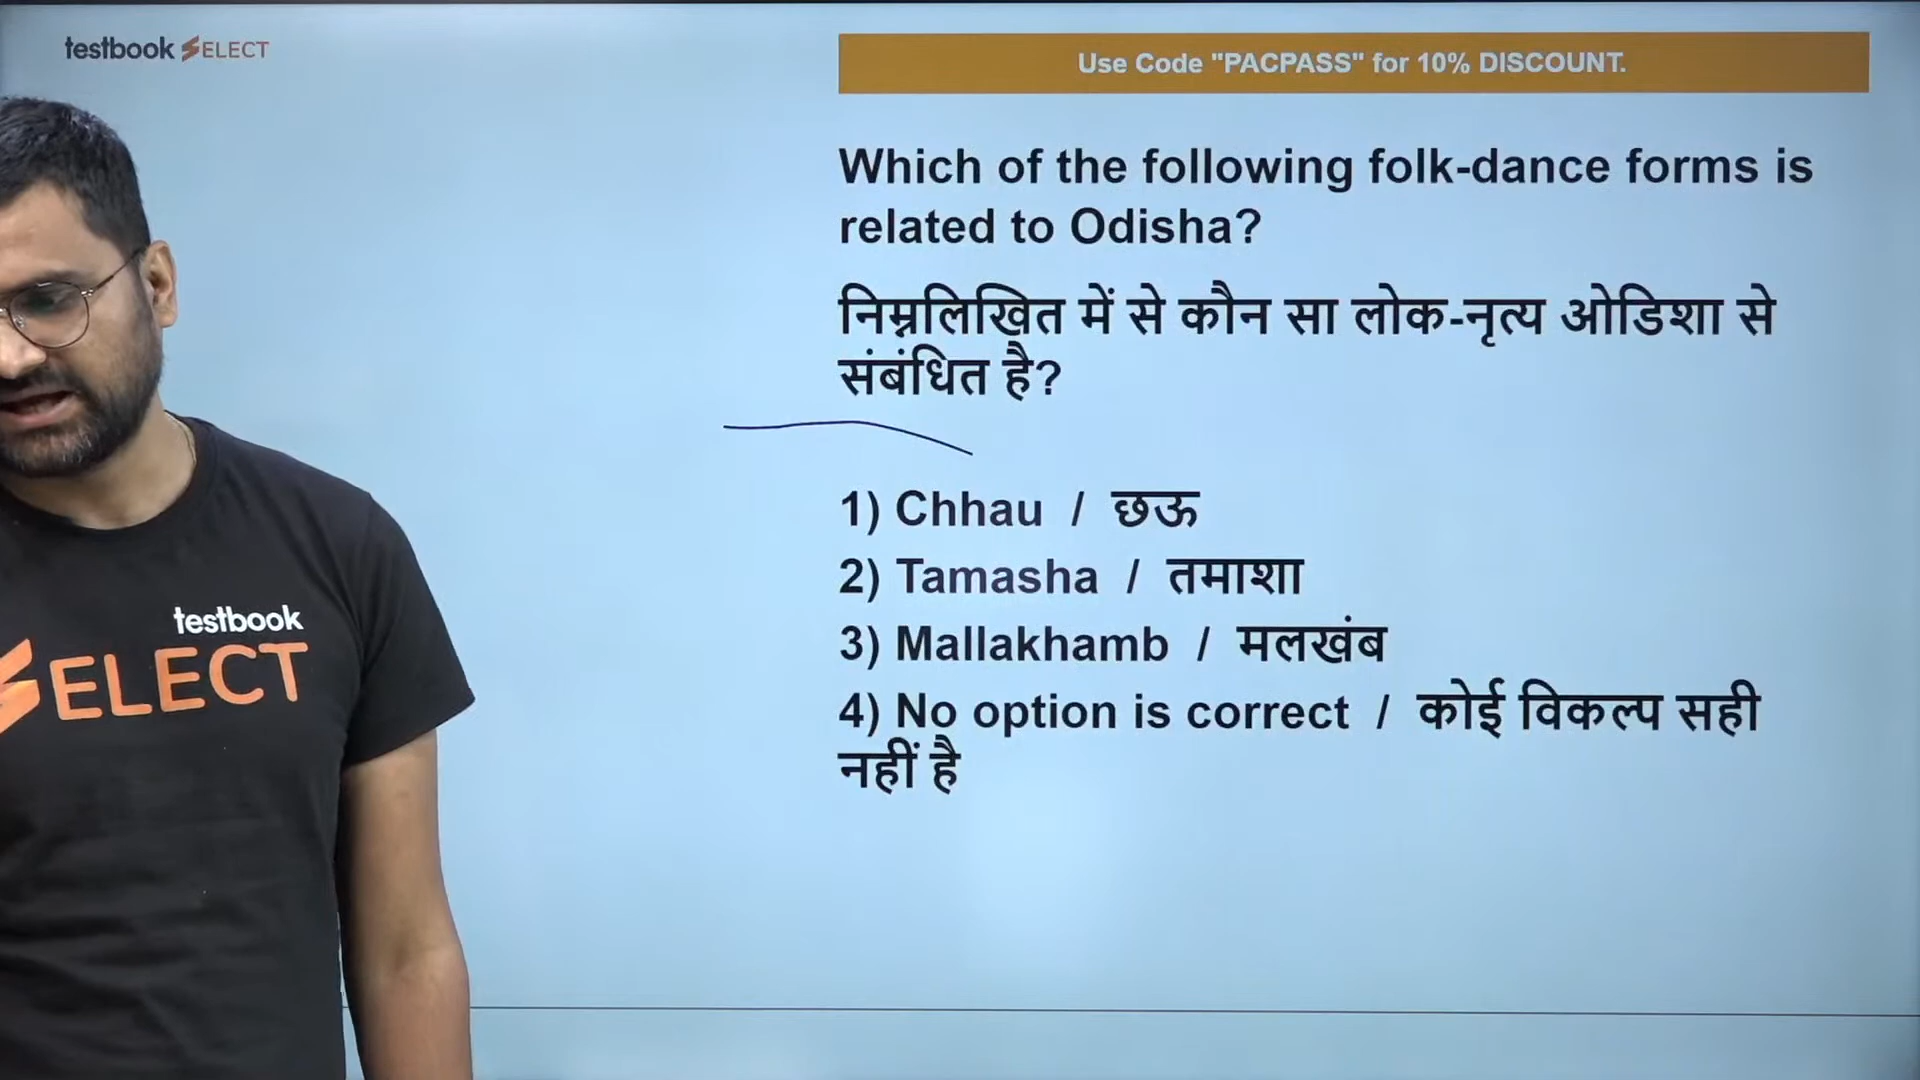 testbook SELECT
Use Code "PACPASS" for 10% DISCOUNT.
Which of the following folk-dance forms is
related to Odisha?
निम्नलिखित में से कौन सा लोक-नृत्य ओडिशा से
संबंधित है?
1) Chhau / छऊ
2) Tamasha / तमाशा
3) Mallakhamb / मलखंब
4) No option is correct / कोई विकल्प सही
नहीं है
testbook
SELECT